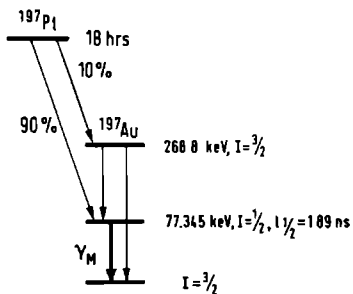 ¹⁹⁷Pt
18 hrs
10%
90%
¹⁹⁷Au
268.8 keV, I=³/₂
77.345 keV, I=¹/₂, t ½=1.89 ns
γM
I=³/₂